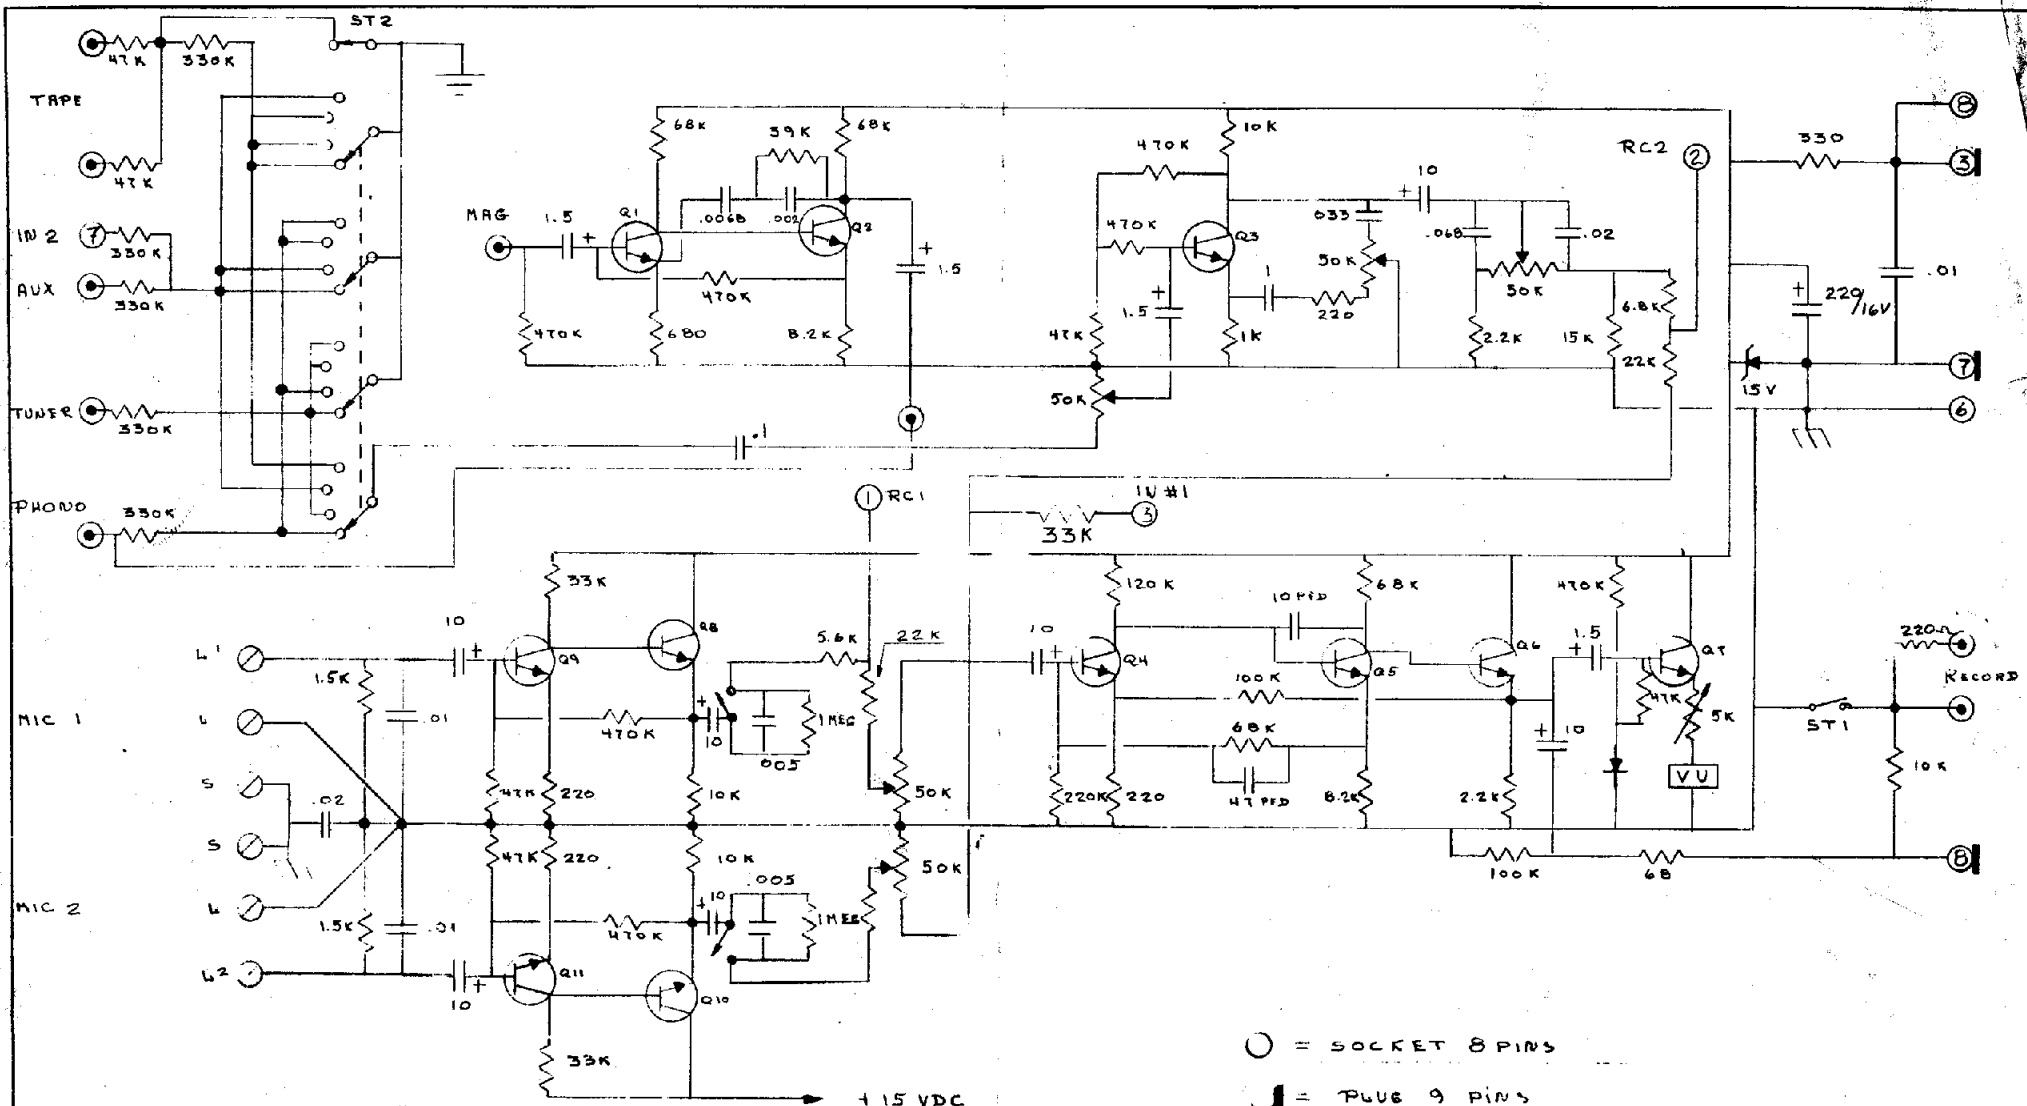 ST2
47K
330K
TAPE
47K
IN 2
7
330K
AUX
330K
TUNER
330K
PHONO
330K
68K
39K
68K
MAG
1.5
+
Q1
.0068
.002
Q2
+
1.5
470K
470K
680
8.2K
.1
10K
470K
470K
Q3
+
1.5
47K
50K
1K
.1
220
033
50K
+
10
.068
.02
50K
2.2K
15K
6.8K
22K
RC2
2
330
8
3
+
220/16V
.01
15V
7
6
1
RC1
IN #1
3
33K
33K
10
+
Q9
Q8
L1
MIC 1
L
S
S
L
MIC 2
L2
1.5K
.01
.02
1.5K
.01
470K
47K
220
10K
+
10
5.6K
22K
1 MEG
005
50K
47K
220
10K
50K
.005
+
10
1MEG
470K
10
+
Q11
Q10
33K
+ 15 VDC
120K
10 PFD
68K
10
+
Q4
Q5
Q6
100K
68K
47 PFD
220K
220
8.2K
2.2K
470K
1.5
+
Q7
47K
5K
+
10
VU
ST1
220Ω
RECORD
10K
100K
68
8
= SOCKET 8 PINS
= PLUG 9 PINS